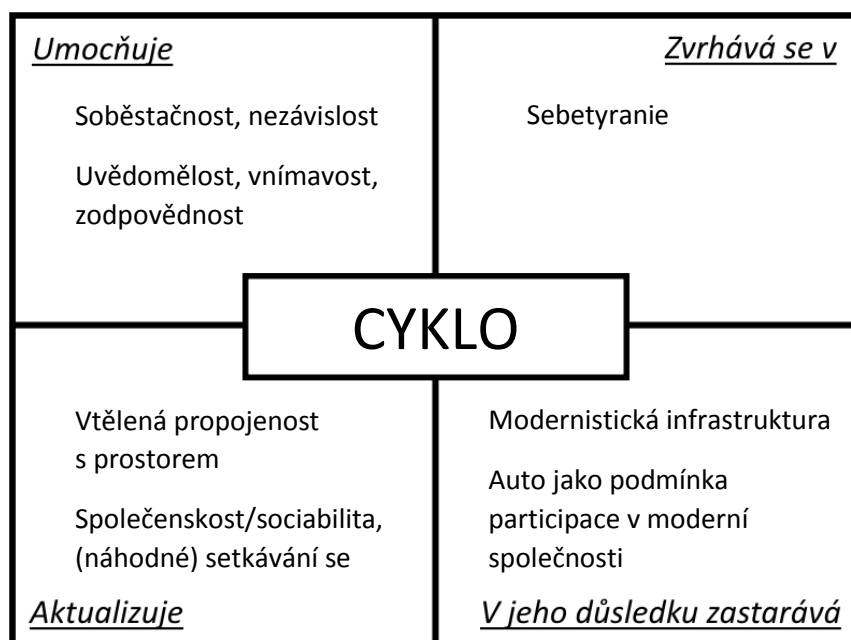 Umocňuje
Soběstačnost, nezávislost
Uvědomělost, vnímavost,
zodpovědnost
Zvrhává se v
Sebetyranie
CYKLO
Vtělená propojenost
s prostorem
Společenskost/sociabilita,
(náhodné) setkávání se
Aktualizuje
Modernistická infrastruktura
Auto jako podmínka
participace v moderní
společnosti
V jeho důsledku zastarává